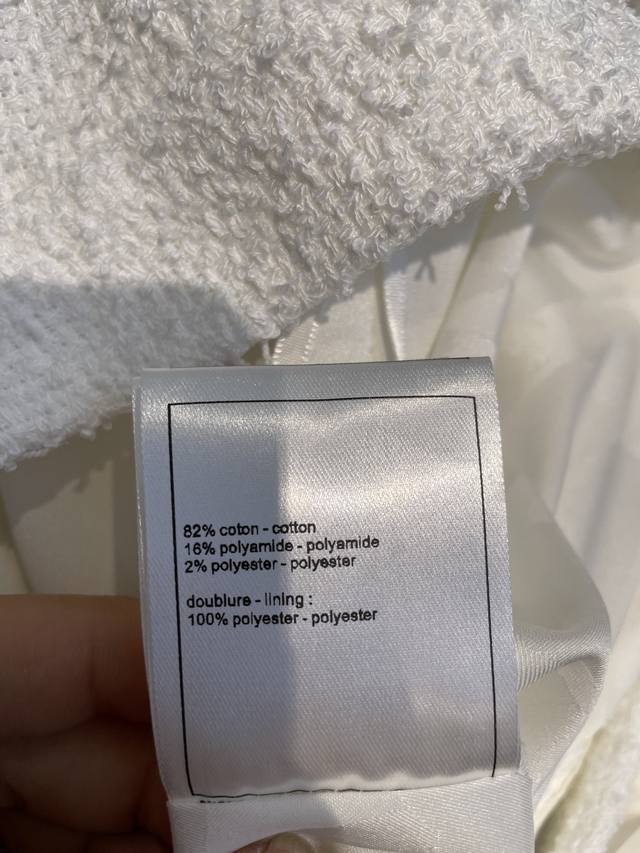 82% coton - cotton
16% polyamide - polyamide
2% polyester - polyester
doublure - lining :
100% polyester - polyester